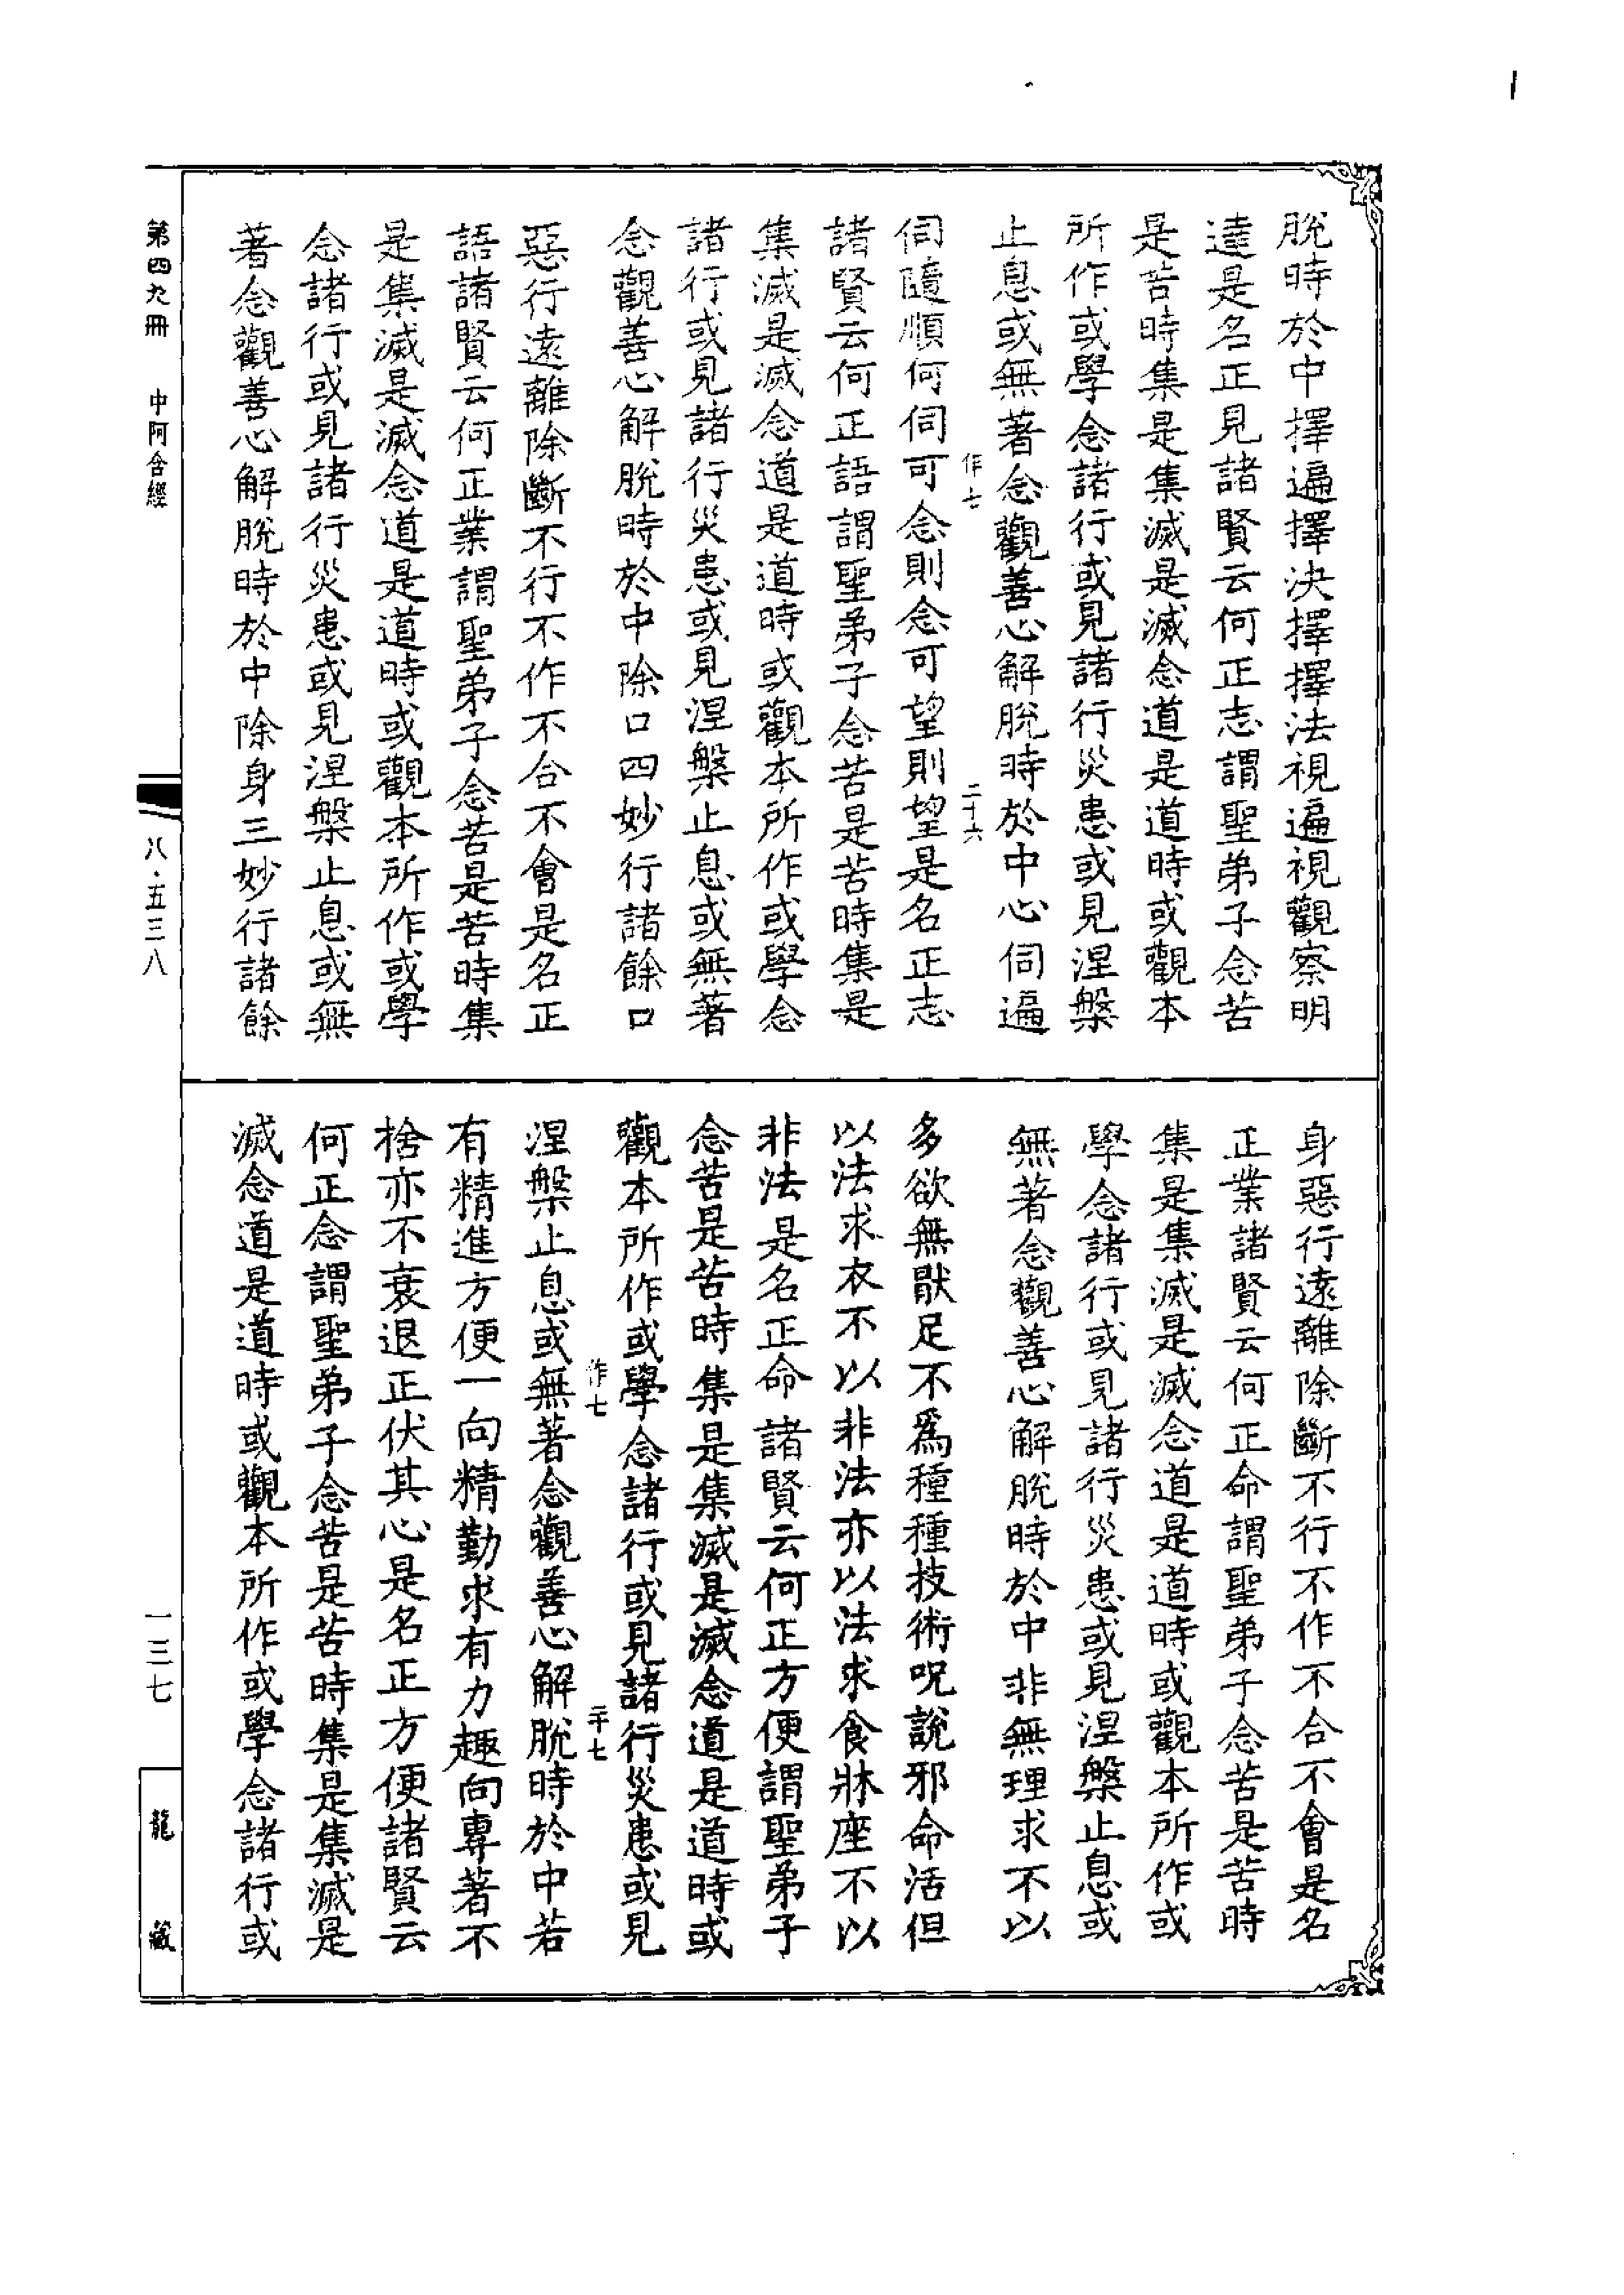 脫時於中擇遍擇決擇擇法視遍視觀察明
達是名正見諸賢云何正志謂聖弟子念苦
是苦時集是集滅是滅念道是道時或觀本
所作或學念諸行或見諸行災患或見涅槃
止息或無著念觀善心解脫時於中心伺遍
作七 二十六
伺隨順何伺可念則念可望則望是名正志
諸賢云何正語謂聖弟子念苦是苦時集是
集滅是滅念道是道時或觀本所作或學念
諸行或見諸行災患或見涅槃止息或無著
念觀善心解脫時於中除口四妙行諸餘口
惡行遠離除斷不行不作不合不會是名正
語諸賢云何正業謂聖弟子念苦是苦時集
是集滅是滅念道是道時或觀本所作或學
念諸行或見諸行災患或見涅槃止息或無
著念觀善心解脫時於中除身三妙行諸餘
身惡行遠離除斷不行不作不合不會是名
正業諸賢云何正命謂聖弟子念苦是苦時
集是集滅是滅念道是道時或觀本所作或
學念諸行或見諸行災患或見涅槃止息或
無著念觀善心解脫時於中非無理求不以
多欲無猒足不為種種技術呪說邪命活但
以法求衣不以非法亦以法求食牀座不以
非法是名正命諸賢云何正方便謂聖弟子
念苦是苦時集是集滅是滅念道是道時或
觀本所作或學念諸行或見諸行災患或見
作七 二十七
涅槃止息或無著念觀善心解脫時於中若
有精進方便一向精勤求有力趣向專著不
捨亦不衰退正伏其心是名正方便諸賢云
何正念謂聖弟子念苦是苦時集是集滅是
滅念道是道時或觀本所作或學念諸行或
第四九冊 中阿含經 八·五三八 一三七 龍藏